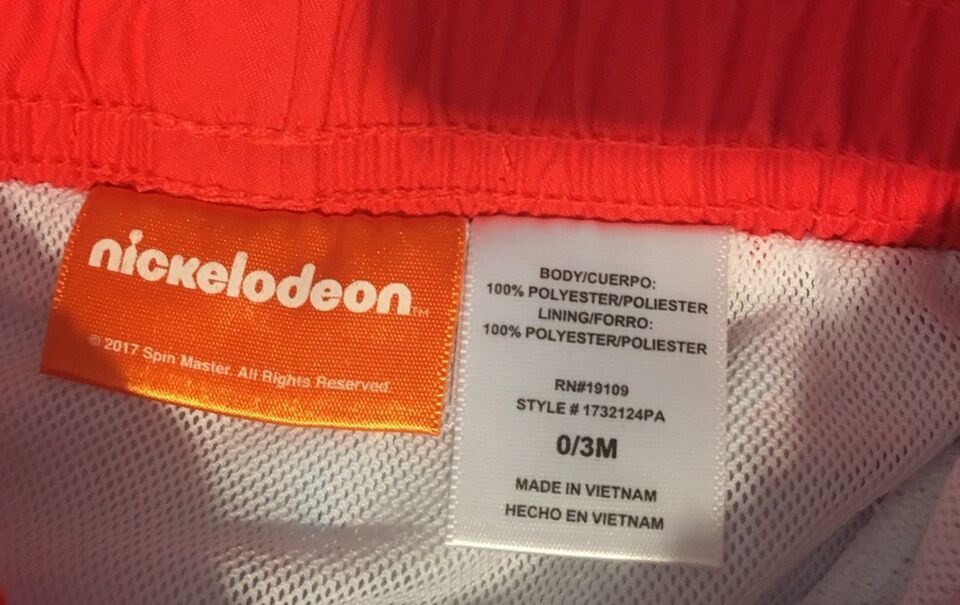 nickelodeon™
© 2017 Spin Master. All Rights Reserved.
BODY/CUERPO:
100% POLYESTER/POLIESTER
LINING/FORRO:
100% POLYESTER/POLIESTER
RN#19109
STYLE # 1732124PA
0/3M
MADE IN VIETNAM
HECHO EN VIETNAM